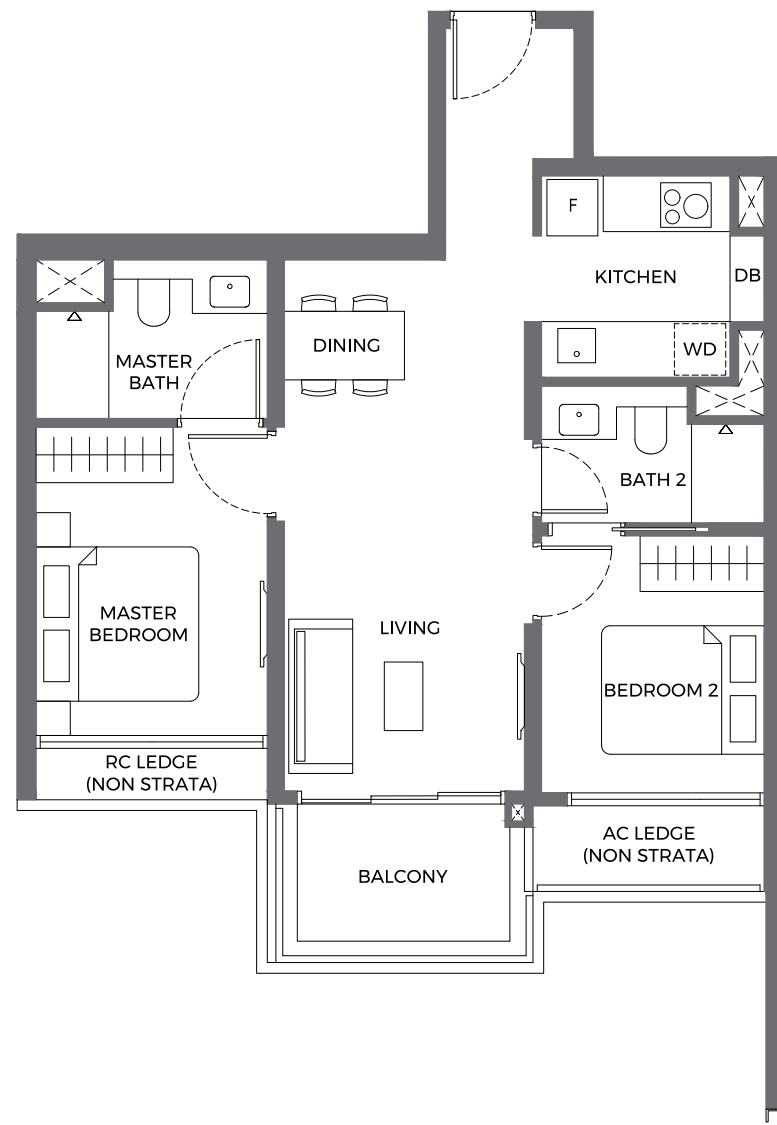 F
KITCHEN
DB
DINING
WD
MASTER
BATH
BATH 2
MASTER
BEDROOM
LIVING
BEDROOM 2
RC LEDGE
(NON STRATA)
AC LEDGE
(NON STRATA)
BALCONY